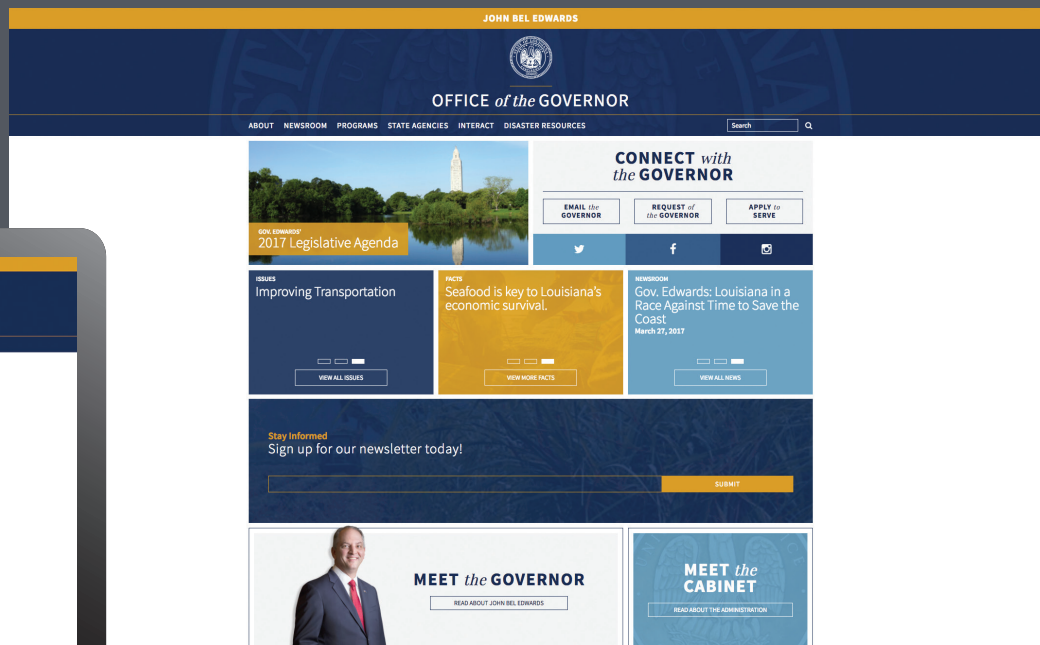 JOHN BEL EDWARDS
OFFICE of the GOVERNOR
ABOUT NEWSROOM PROGRAMS STATE AGENCIES INTERACT DISASTER RESOURCES
Search
GOV. EDWARDS'
2017 Legislative Agenda
CONNECT with
the GOVERNOR
EMAIL the
GOVERNOR
REQUEST of
the GOVERNOR
APPLY to
SERVE
ISSUES
Improving Transportation
VIEW ALL ISSUES
FACTS
Seafood is key to Louisiana's
economic survival.
VIEW MORE FACTS
NEWSROOM
Gov. Edwards: Louisiana in a
Race Against Time to Save the
Coast
March 27, 2017
VIEW ALL NEWS
Stay Informed
Sign up for our newsletter today!
SUBMIT
MEET the GOVERNOR
READ ABOUT JOHN BEL EDWARDS
MEET the
CABINET
READ ABOUT THE ADMINISTRATION